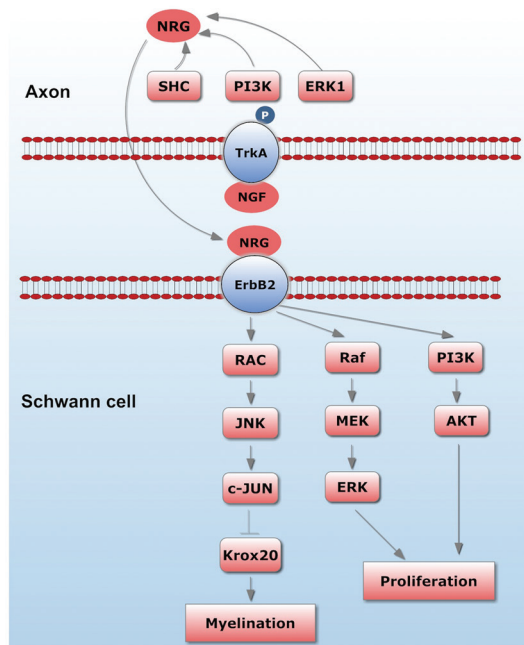 NRG
SHC
PI3K
ERK1
Axon
P
TrkA
NGF
NRG
ErbB2
RAC
Raf
PI3K
Schwann cell
JNK
MEK
AKT
c-JUN
ERK
Krox20
Proliferation
Myelination